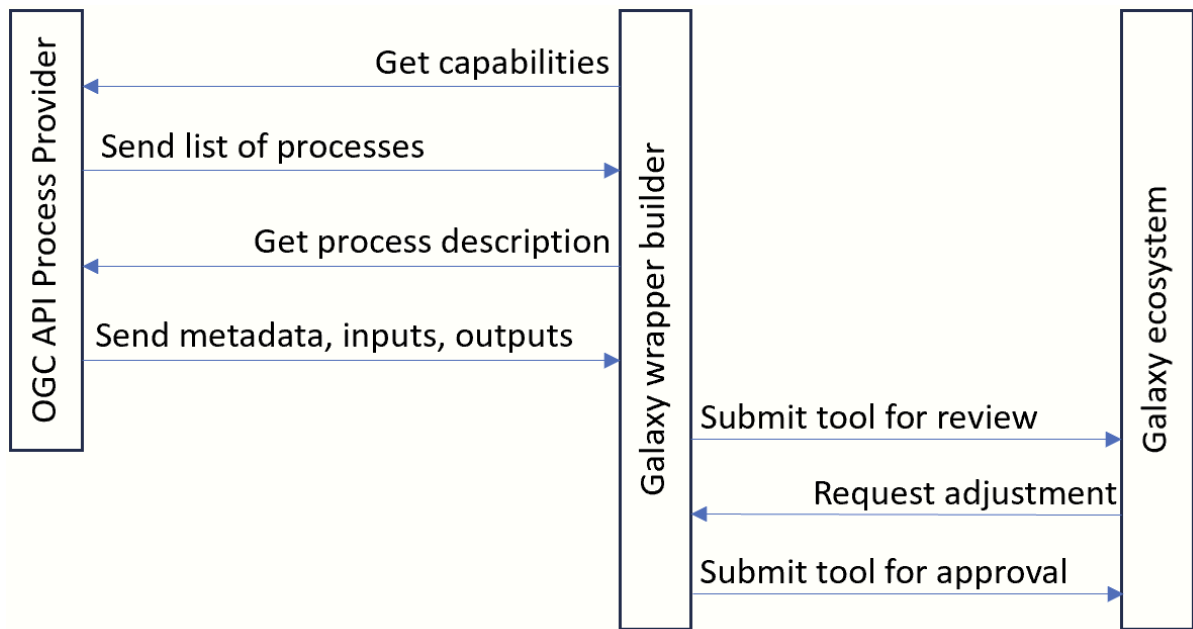 OGC API Process Provider
Get capabilities
Send list of processes
Get process description
Send metadata, inputs, outputs
Galaxy wrapper builder
Submit tool for review
Request adjustment
Submit tool for approval
Galaxy ecosystem